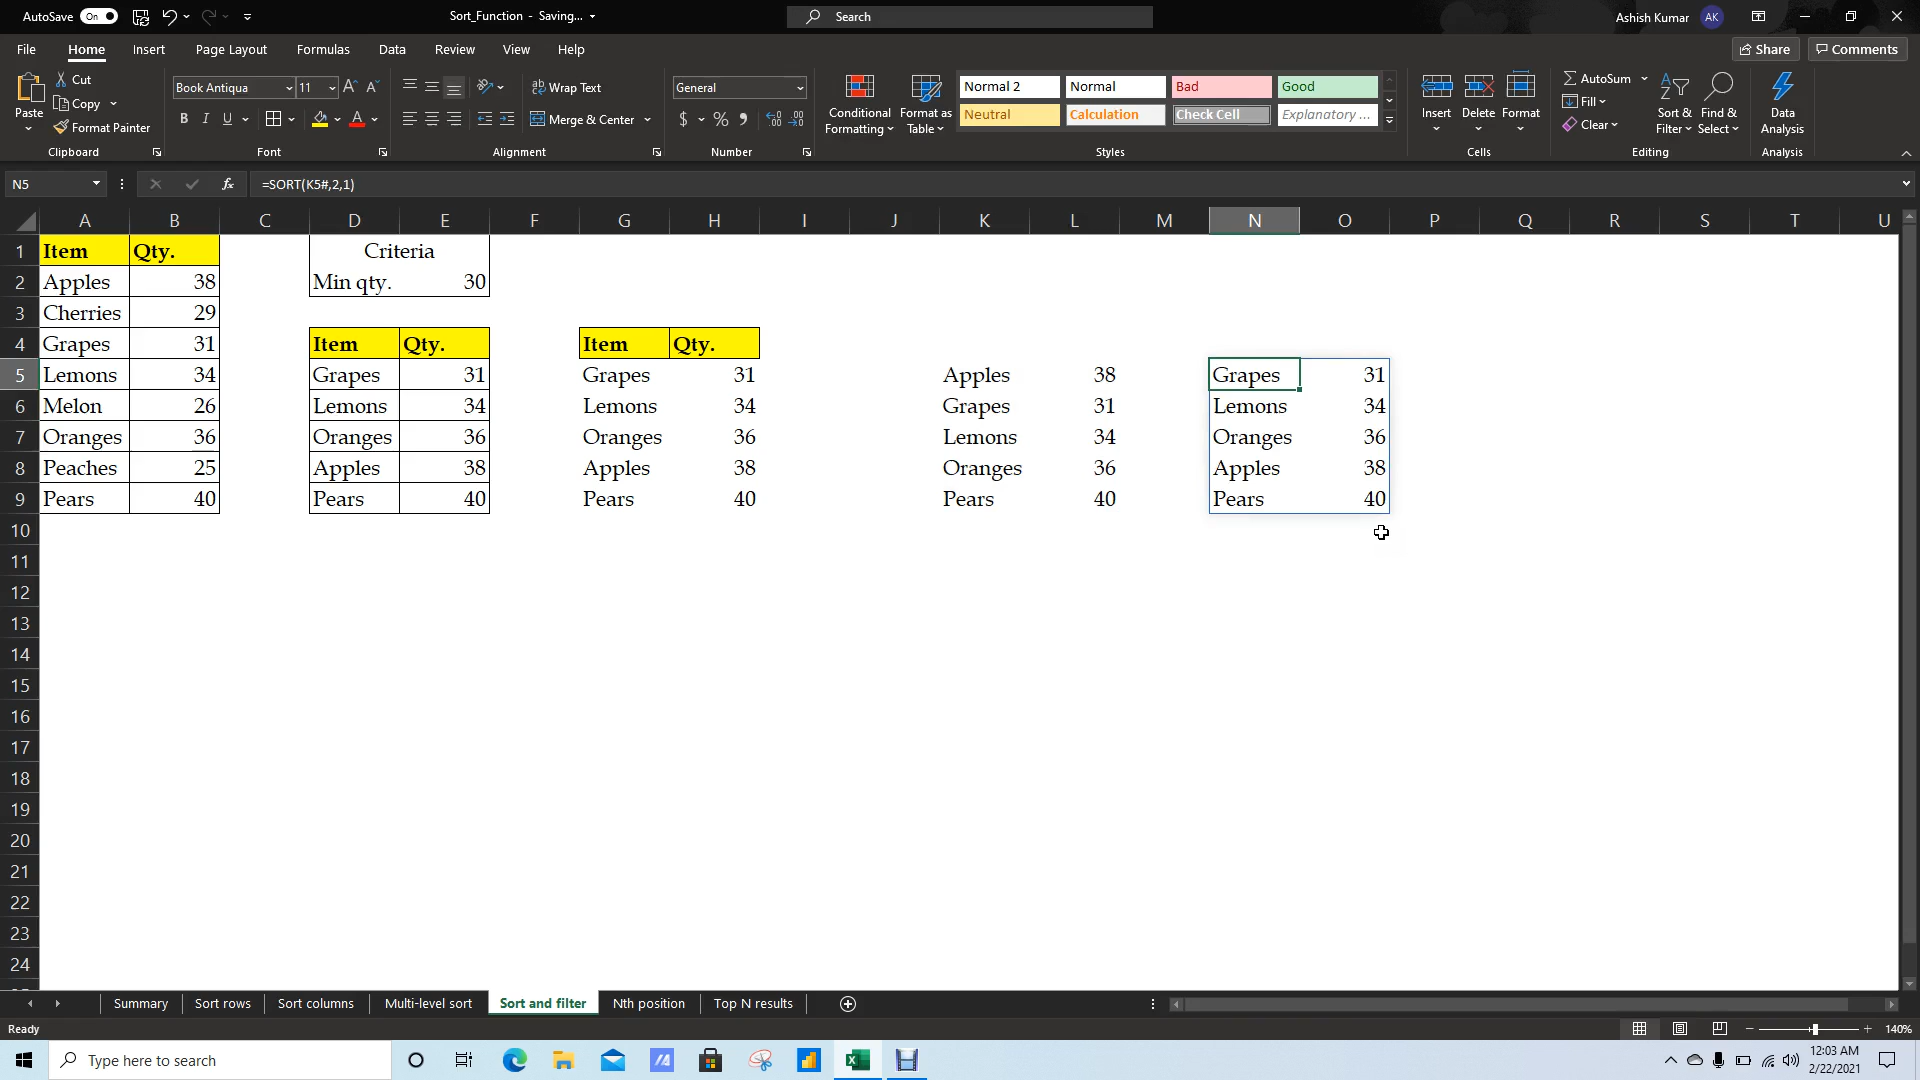 AutoSave On Sort_Function - Saving... Search Ashish Kumar AK
File Home Insert Page Layout Formulas Data Review View Help Share Comments
Paste Cut Copy Format Painter Clipboard
Book Antiqua 11 A A B I U A Font
Wrap Text Merge & Center Alignment
General $ % Number
Conditional Formatting Format as Table
Normal 2 Normal Bad Good
Neutral Calculation Check Cell Explanatory ...
Styles
Insert Delete Format Cells
AutoSum Fill Clear Sort & Filter Find & Select Editing
Data Analysis Analysis
N5 fx =SORT(K5#,2,1)
A B C D E F G H I J K L M N O P Q R S T U
1 Item Qty. Criteria
2 Apples 38 Min qty. 30
3 Cherries 29
4 Grapes 31 Item Qty. Item Qty.
5 Lemons 34 Grapes 31 Grapes 31 Apples 38 Grapes 31
6 Melon 26 Lemons 34 Lemons 34 Grapes 31 Lemons 34
7 Oranges 36 Oranges 36 Oranges 36 Lemons 34 Oranges 36
8 Peaches 25 Apples 38 Apples 38 Oranges 36 Apples 38
9 Pears 40 Pears 40 Pears 40 Pears 40 Pears 40
10
11
12
13
14
15
16
17
18
19
20
21
22
23
24
Summary Sort rows Sort columns Multi-level sort Sort and filter Nth position Top N results
Ready 140%
Type here to search 12:03 AM
2/22/2021